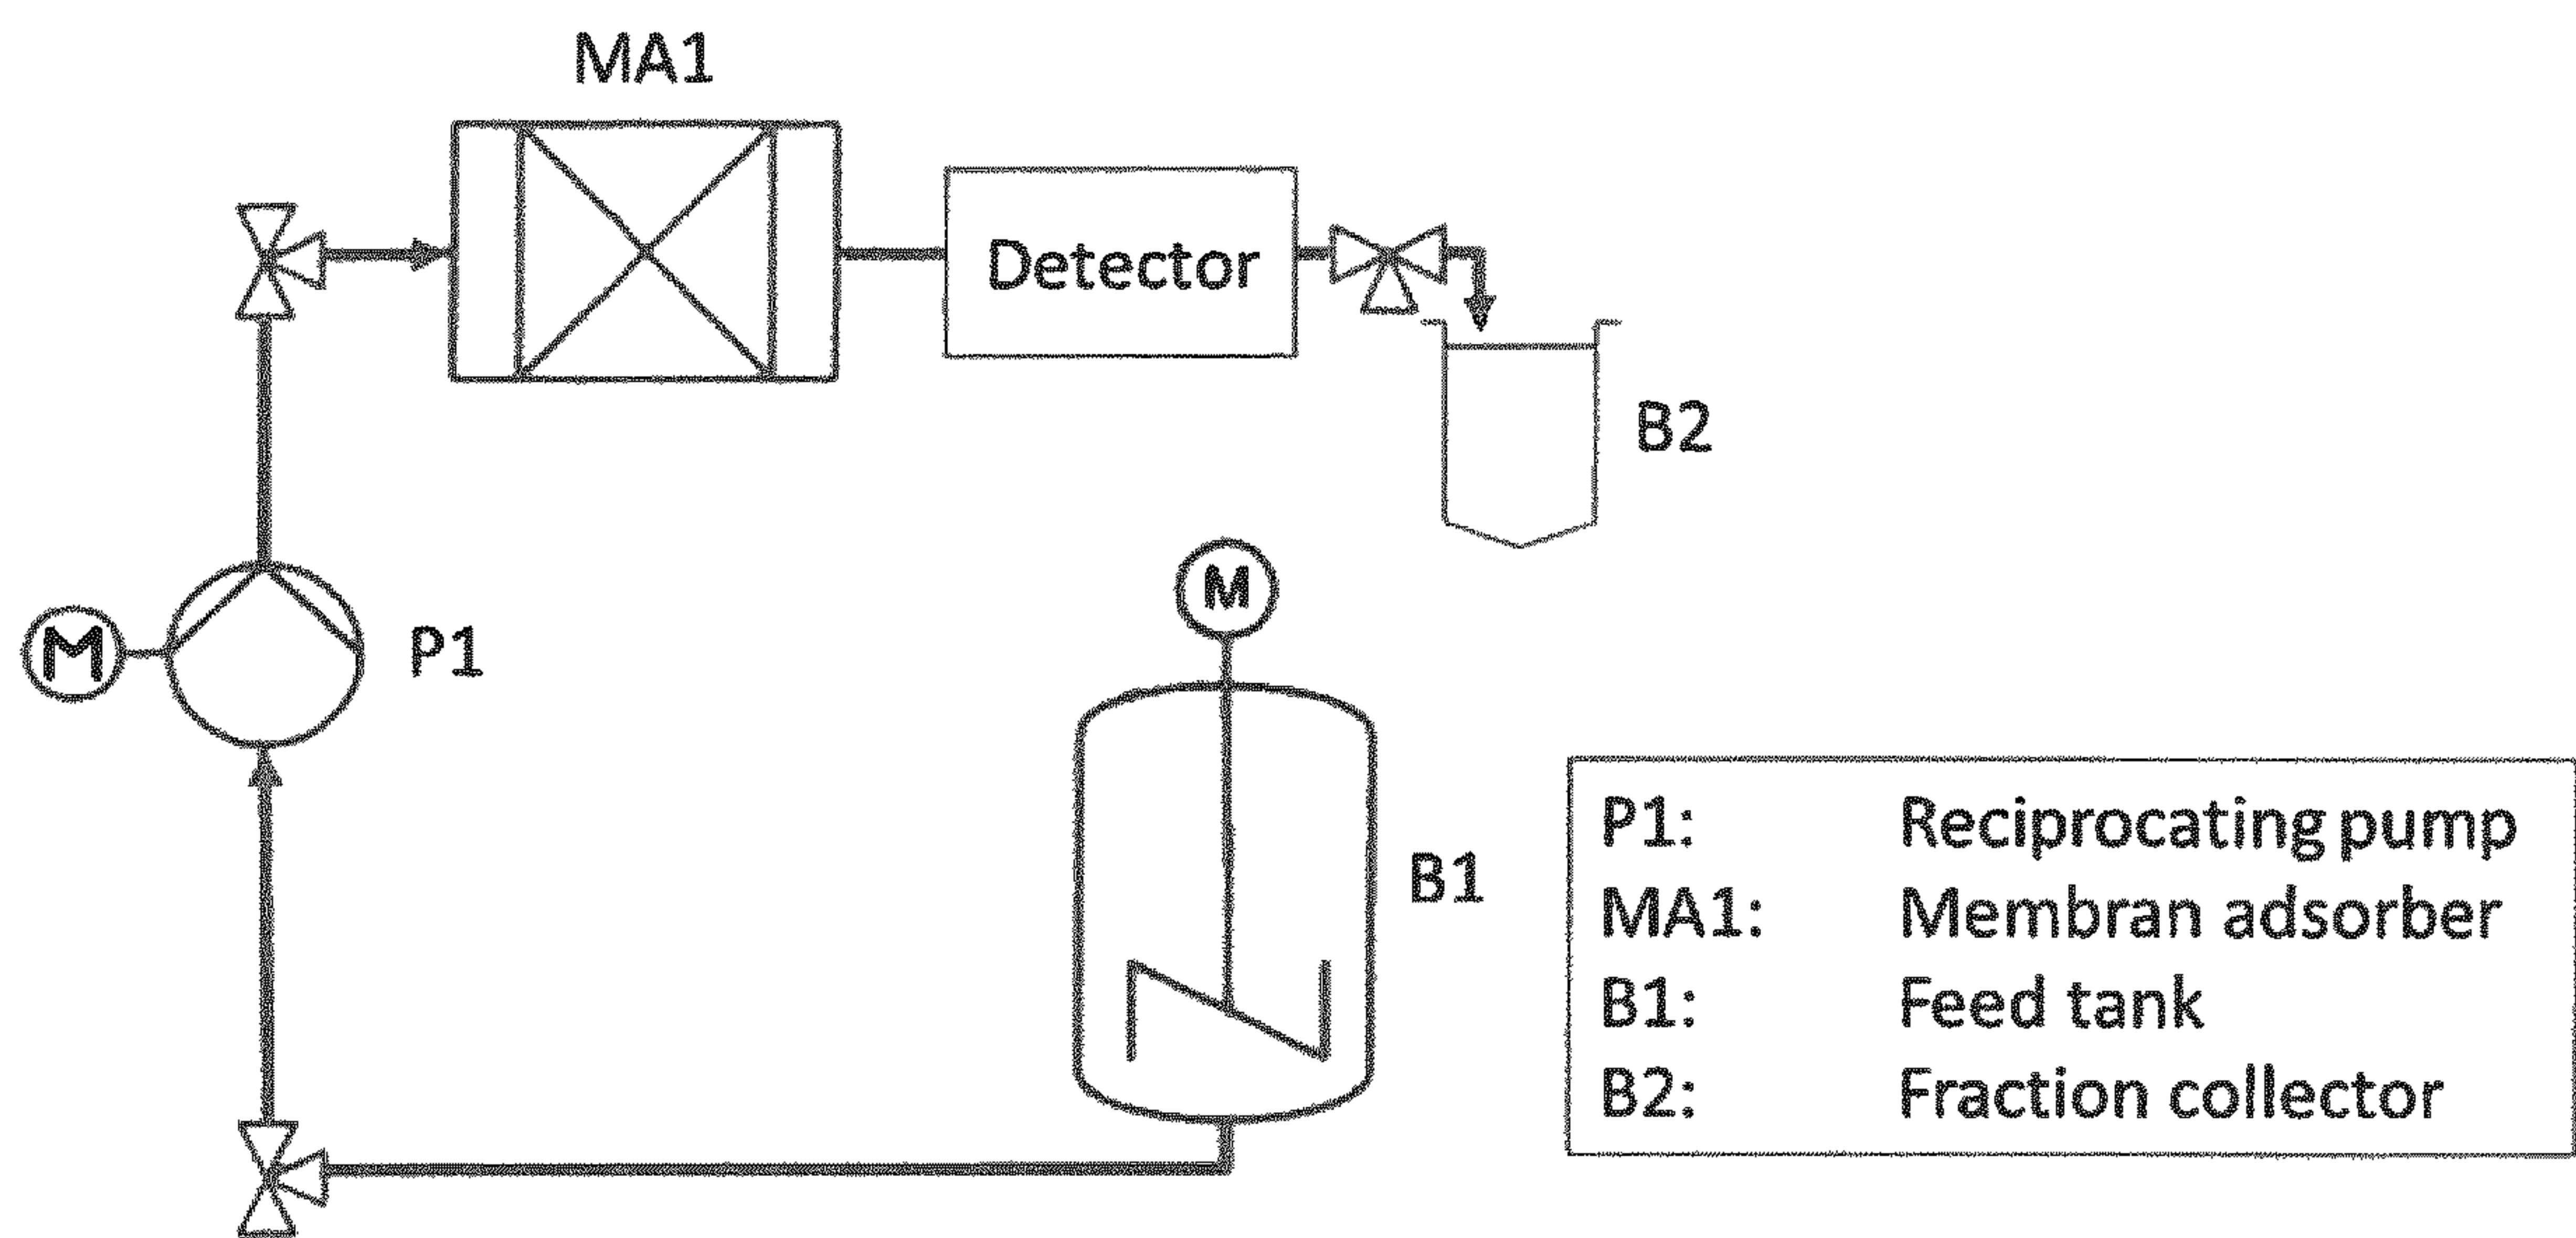 MA1
Detector
B2
M
M
P1
B1
P1: Reciprocating pump
MA1: Membran adsorber
B1: Feed tank
B2: Fraction collector